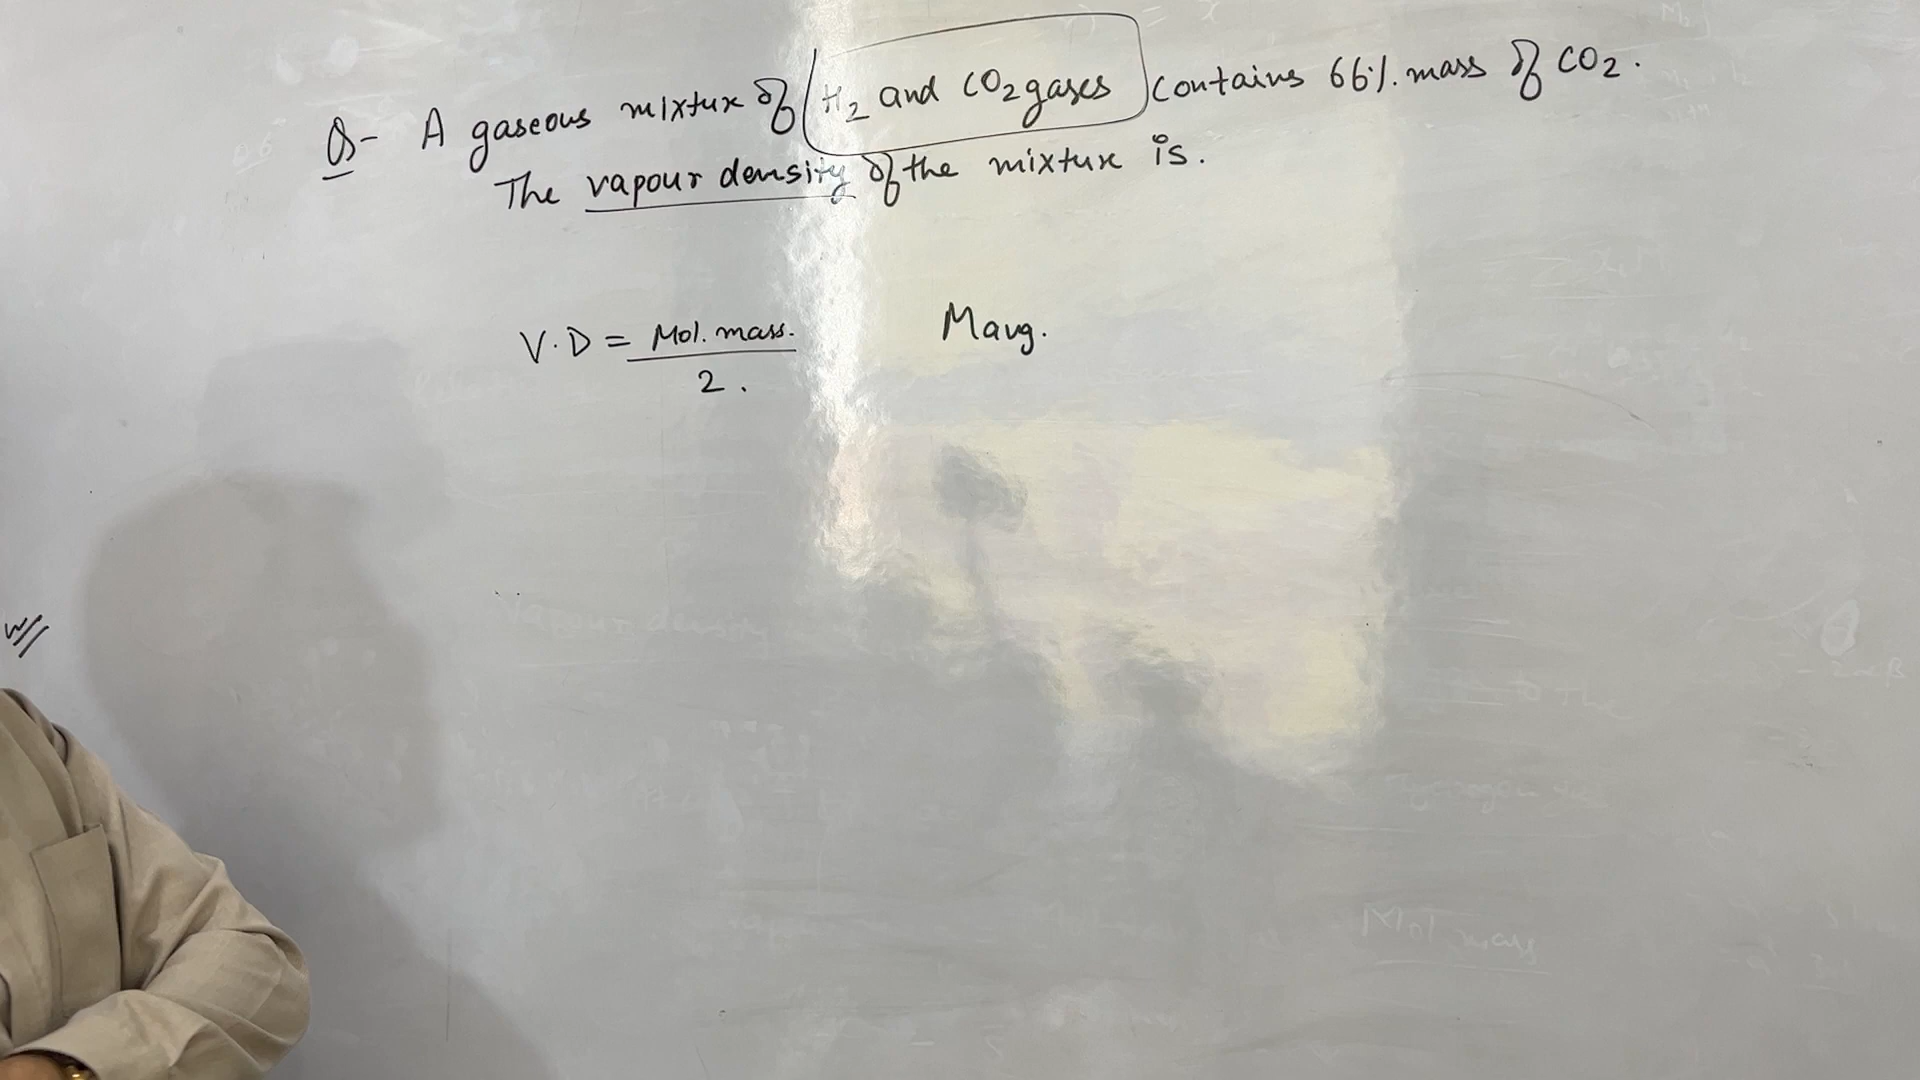 Q- A gaseous mixture of H2 and CO2 gases contains 66%. mass of CO2.
The vapour density of the mixture is.
V.D = Mol. mass. Mavg.
2.